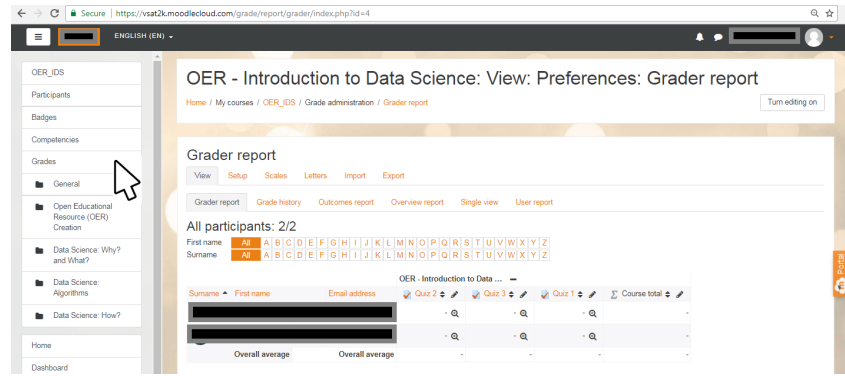 Secure | https://vsat2k.moodlecloud.com/grade/report/grader/index.php?id=4
ENGLISH (EN)
OER_IDS
Participants
Badges
Competencies
Grades
General
Open Educational
Resource (OER)
Creation
Data Science: Why?
and What?
Data Science:
Algorithms
Data Science: How?
Home
Dashboard
OER - Introduction to Data Science: View: Preferences: Grader report
Home / My courses / OER_IDS / Grade administration / Grader report
Turn editing on
Grader report
View Setup Scales Letters Import Export
Grader report Grade history Outcomes report Overview report Single view User report
All participants: 2/2
First name All A B C D E F G H I J K L M N O P Q R S T U V W X Y Z
Surname All A B C D E F G H I J K L M N O P Q R S T U V W X Y Z
OER - Introduction to Data ...
Surname First name Email address Quiz 2 Quiz 3 Quiz 1 Σ Course total
- - - -
- - - -
Overall average Overall average - - - -
Portal